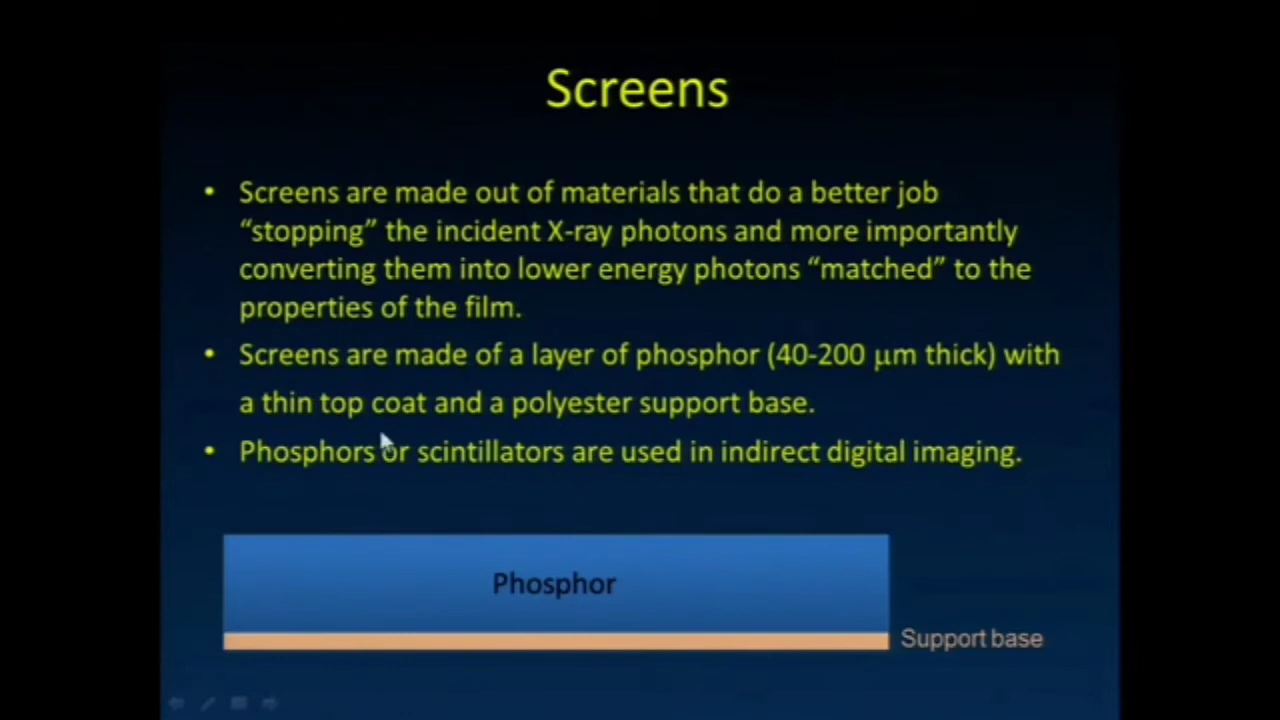 Screens
• Screens are made out of materials that do a better job
“stopping” the incident X-ray photons and more importantly
converting them into lower energy photons “matched” to the
properties of the film.
• Screens are made of a layer of phosphor (40-200 μm thick) with
a thin top coat and a polyester support base.
• Phosphors or scintillators are used in indirect digital imaging.
Phosphor
Support base